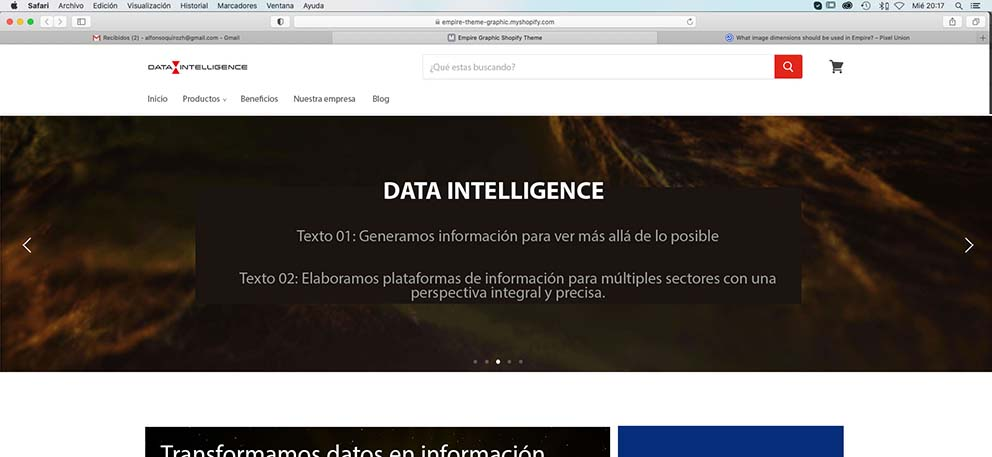 Safari Archivo Edición Visualización Historial Marcadores Ventana Ayuda
Mié 20:17
empire-theme-graphic.myshopify.com
Recibidos (2) - alfonsoquirozh@gmail.com - Gmail
Empire Graphic Shopify Theme
What image dimensions should be used in Empire? – Pixel Union
DATA INTELLIGENCE
¿Qué estas buscando?
Inicio Productos Beneficios Nuestra empresa Blog
DATA INTELLIGENCE
Texto 01: Generamos información para ver más allá de lo posible
Texto 02: Elaboramos plataformas de información para múltiples sectores con una
perspectiva integral y precisa.
Transformamos datos en información